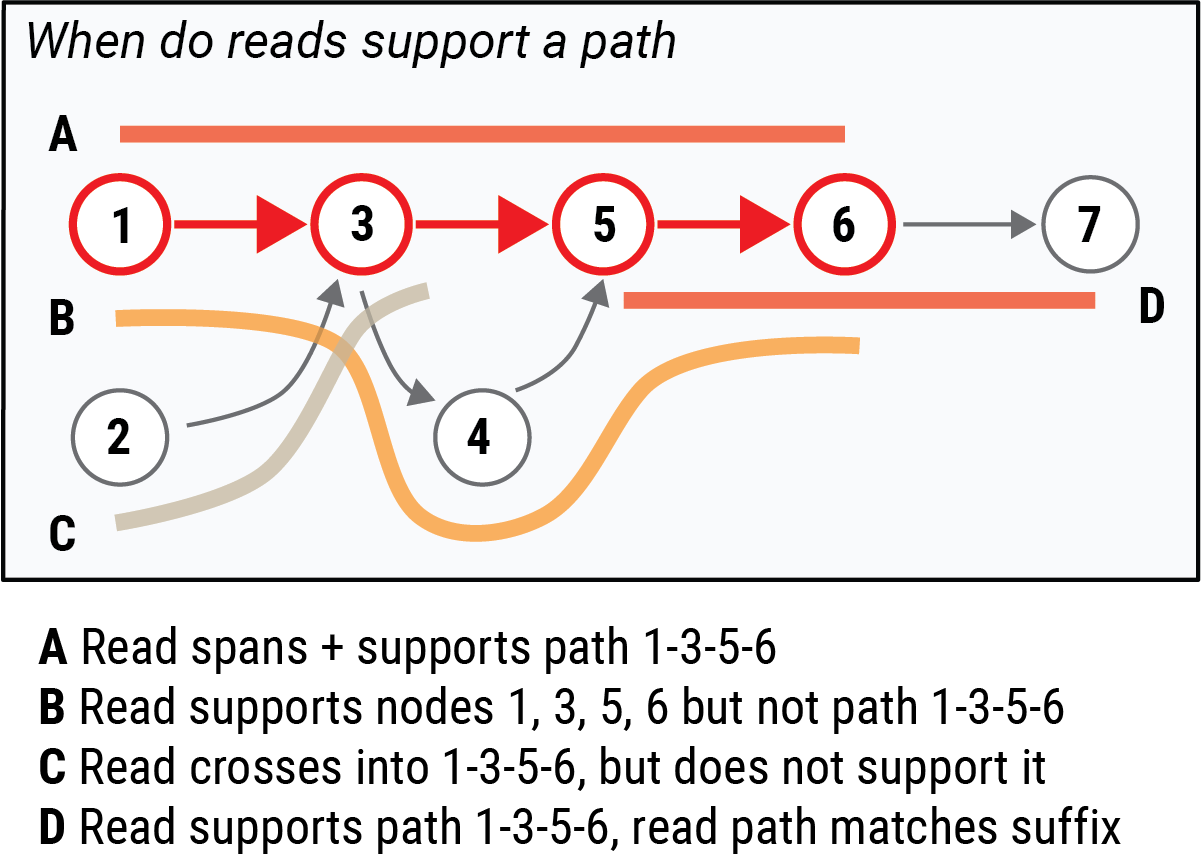 When do reads support a path
A
1 3 5 6 7
B
D
2 4
C
A Read spans + supports path 1-3-5-6
B Read supports nodes 1, 3, 5, 6 but not path 1-3-5-6
C Read crosses into 1-3-5-6, but does not support it
D Read supports path 1-3-5-6, read path matches suffix